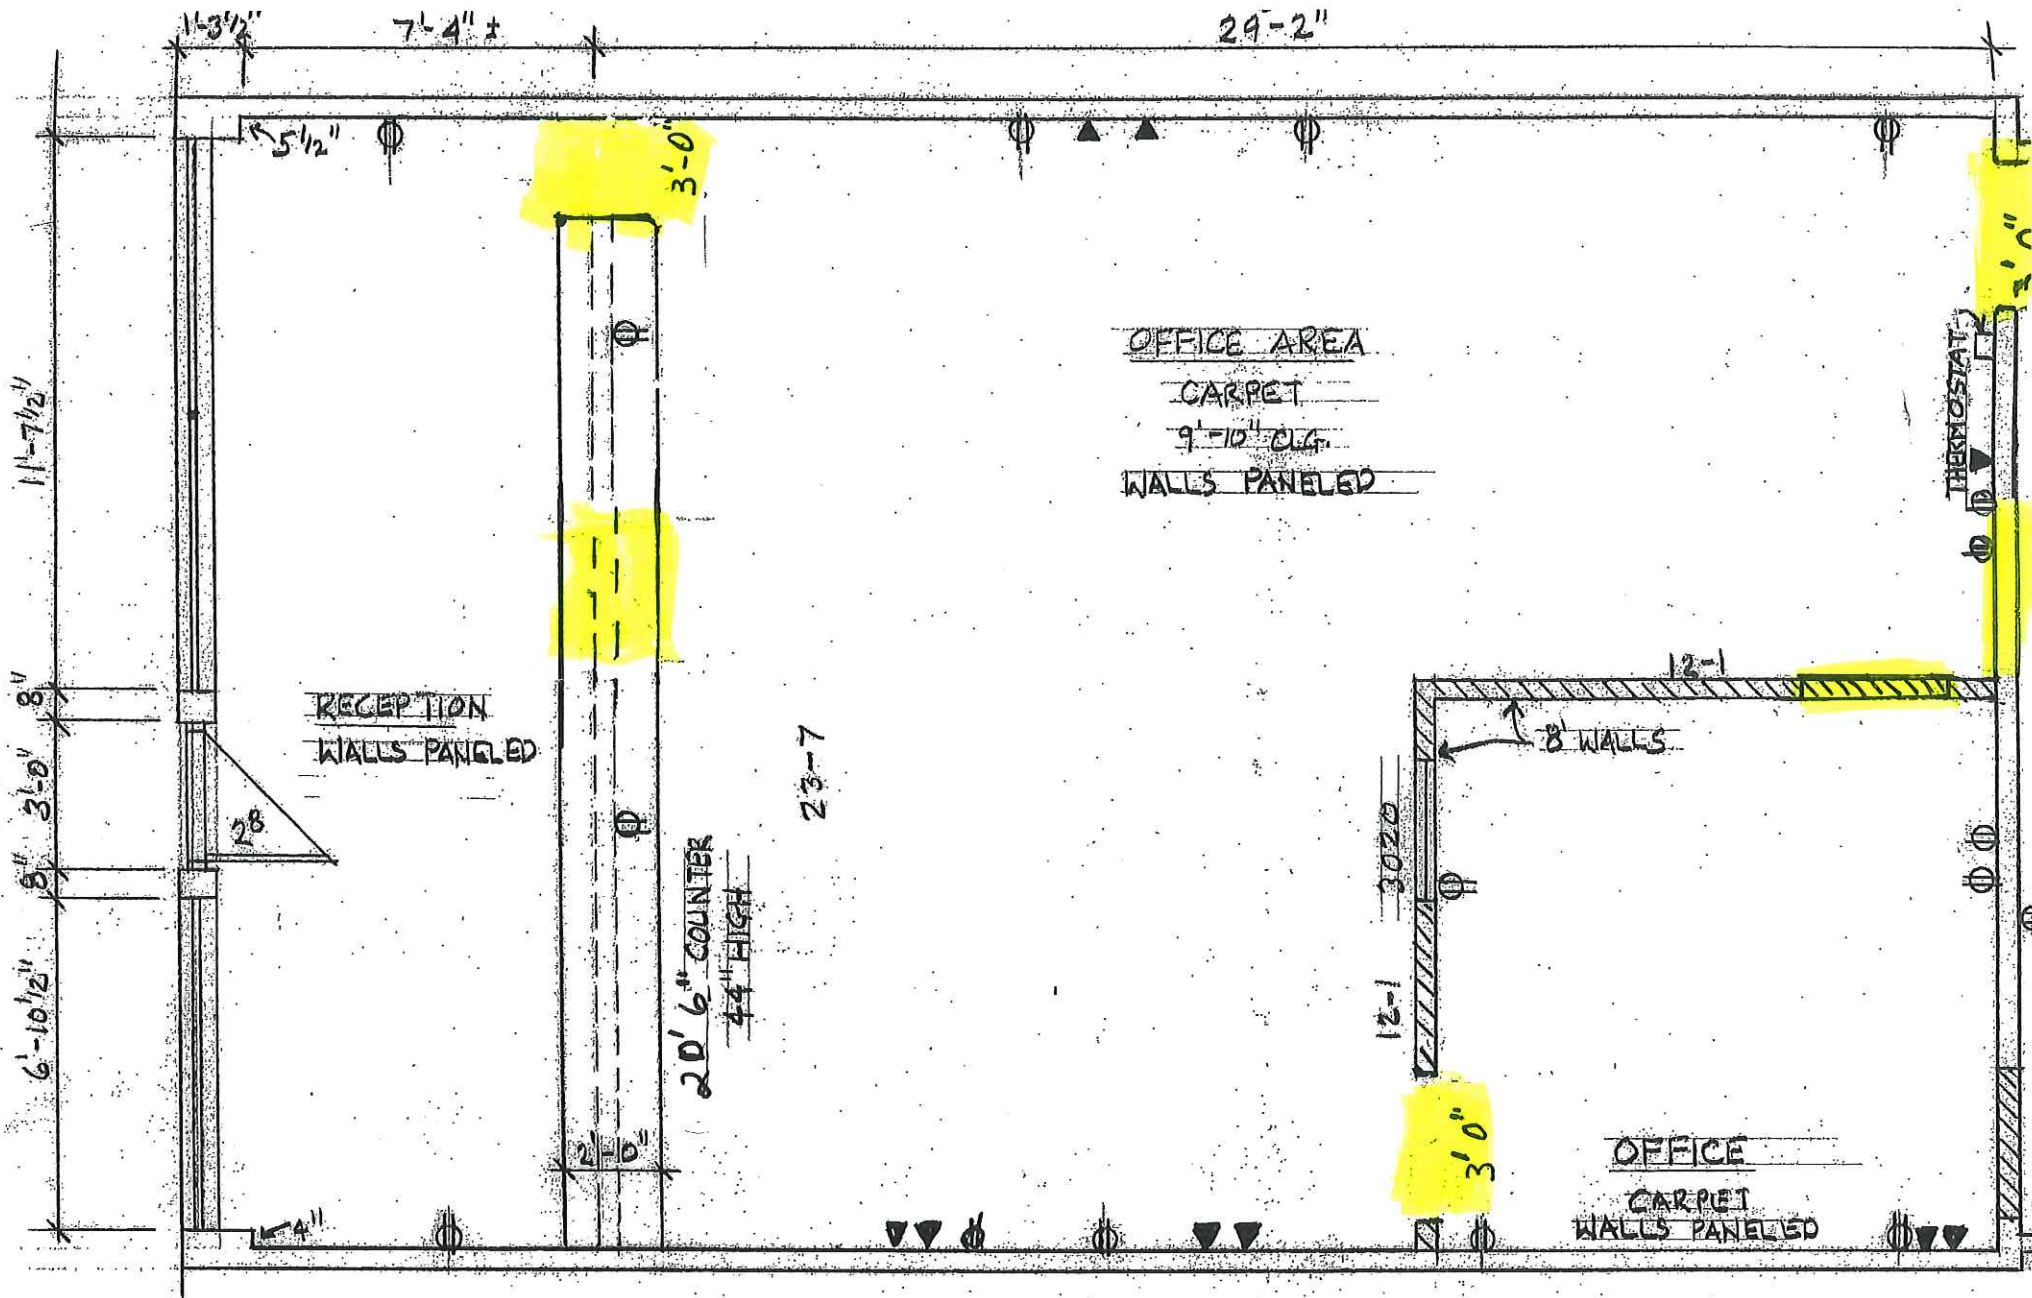 1'-3½"
7'-4" ±
29'-2"
5½"
3'-0"
3'
OFFICE AREA
CARPET
9'-10" CLG.
WALLS PANELED
THERMOSTAT
11'-7½"
8"
3'-0"
8"
6'-10½"
RECEPTION
WALLS PANELED
2⁸
23-7
20' 6" COUNTER
44" HIGH
2'-0"
12-1
8' WALLS
3020
12-1
3'0"
OFFICE
CARPET
WALLS PANELED
4"